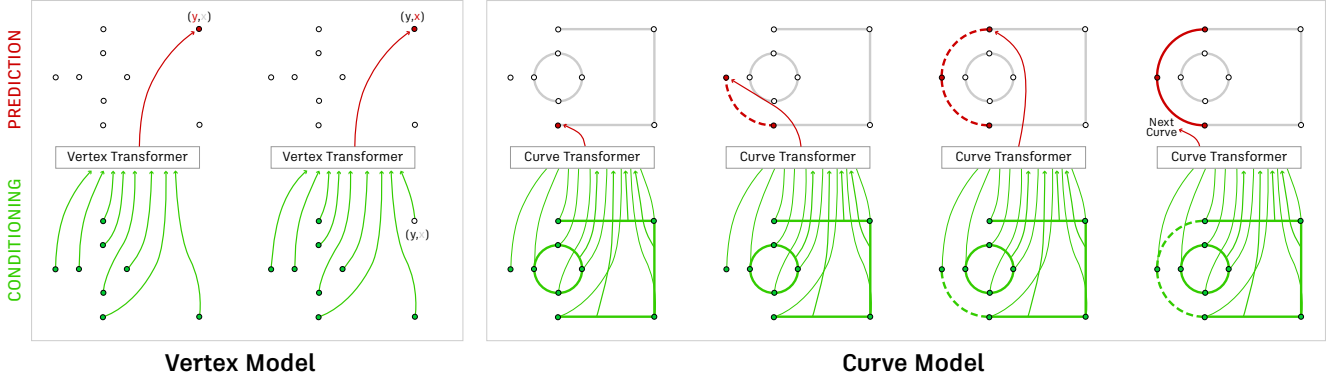 PREDICTION
CONDITIONING
(y,x)
(y,x)
Vertex Transformer
Vertex Transformer
(y,x)
Vertex Model
Next
Curve
Curve Transformer
Curve Transformer
Curve Transformer
Curve Transformer
Curve Model